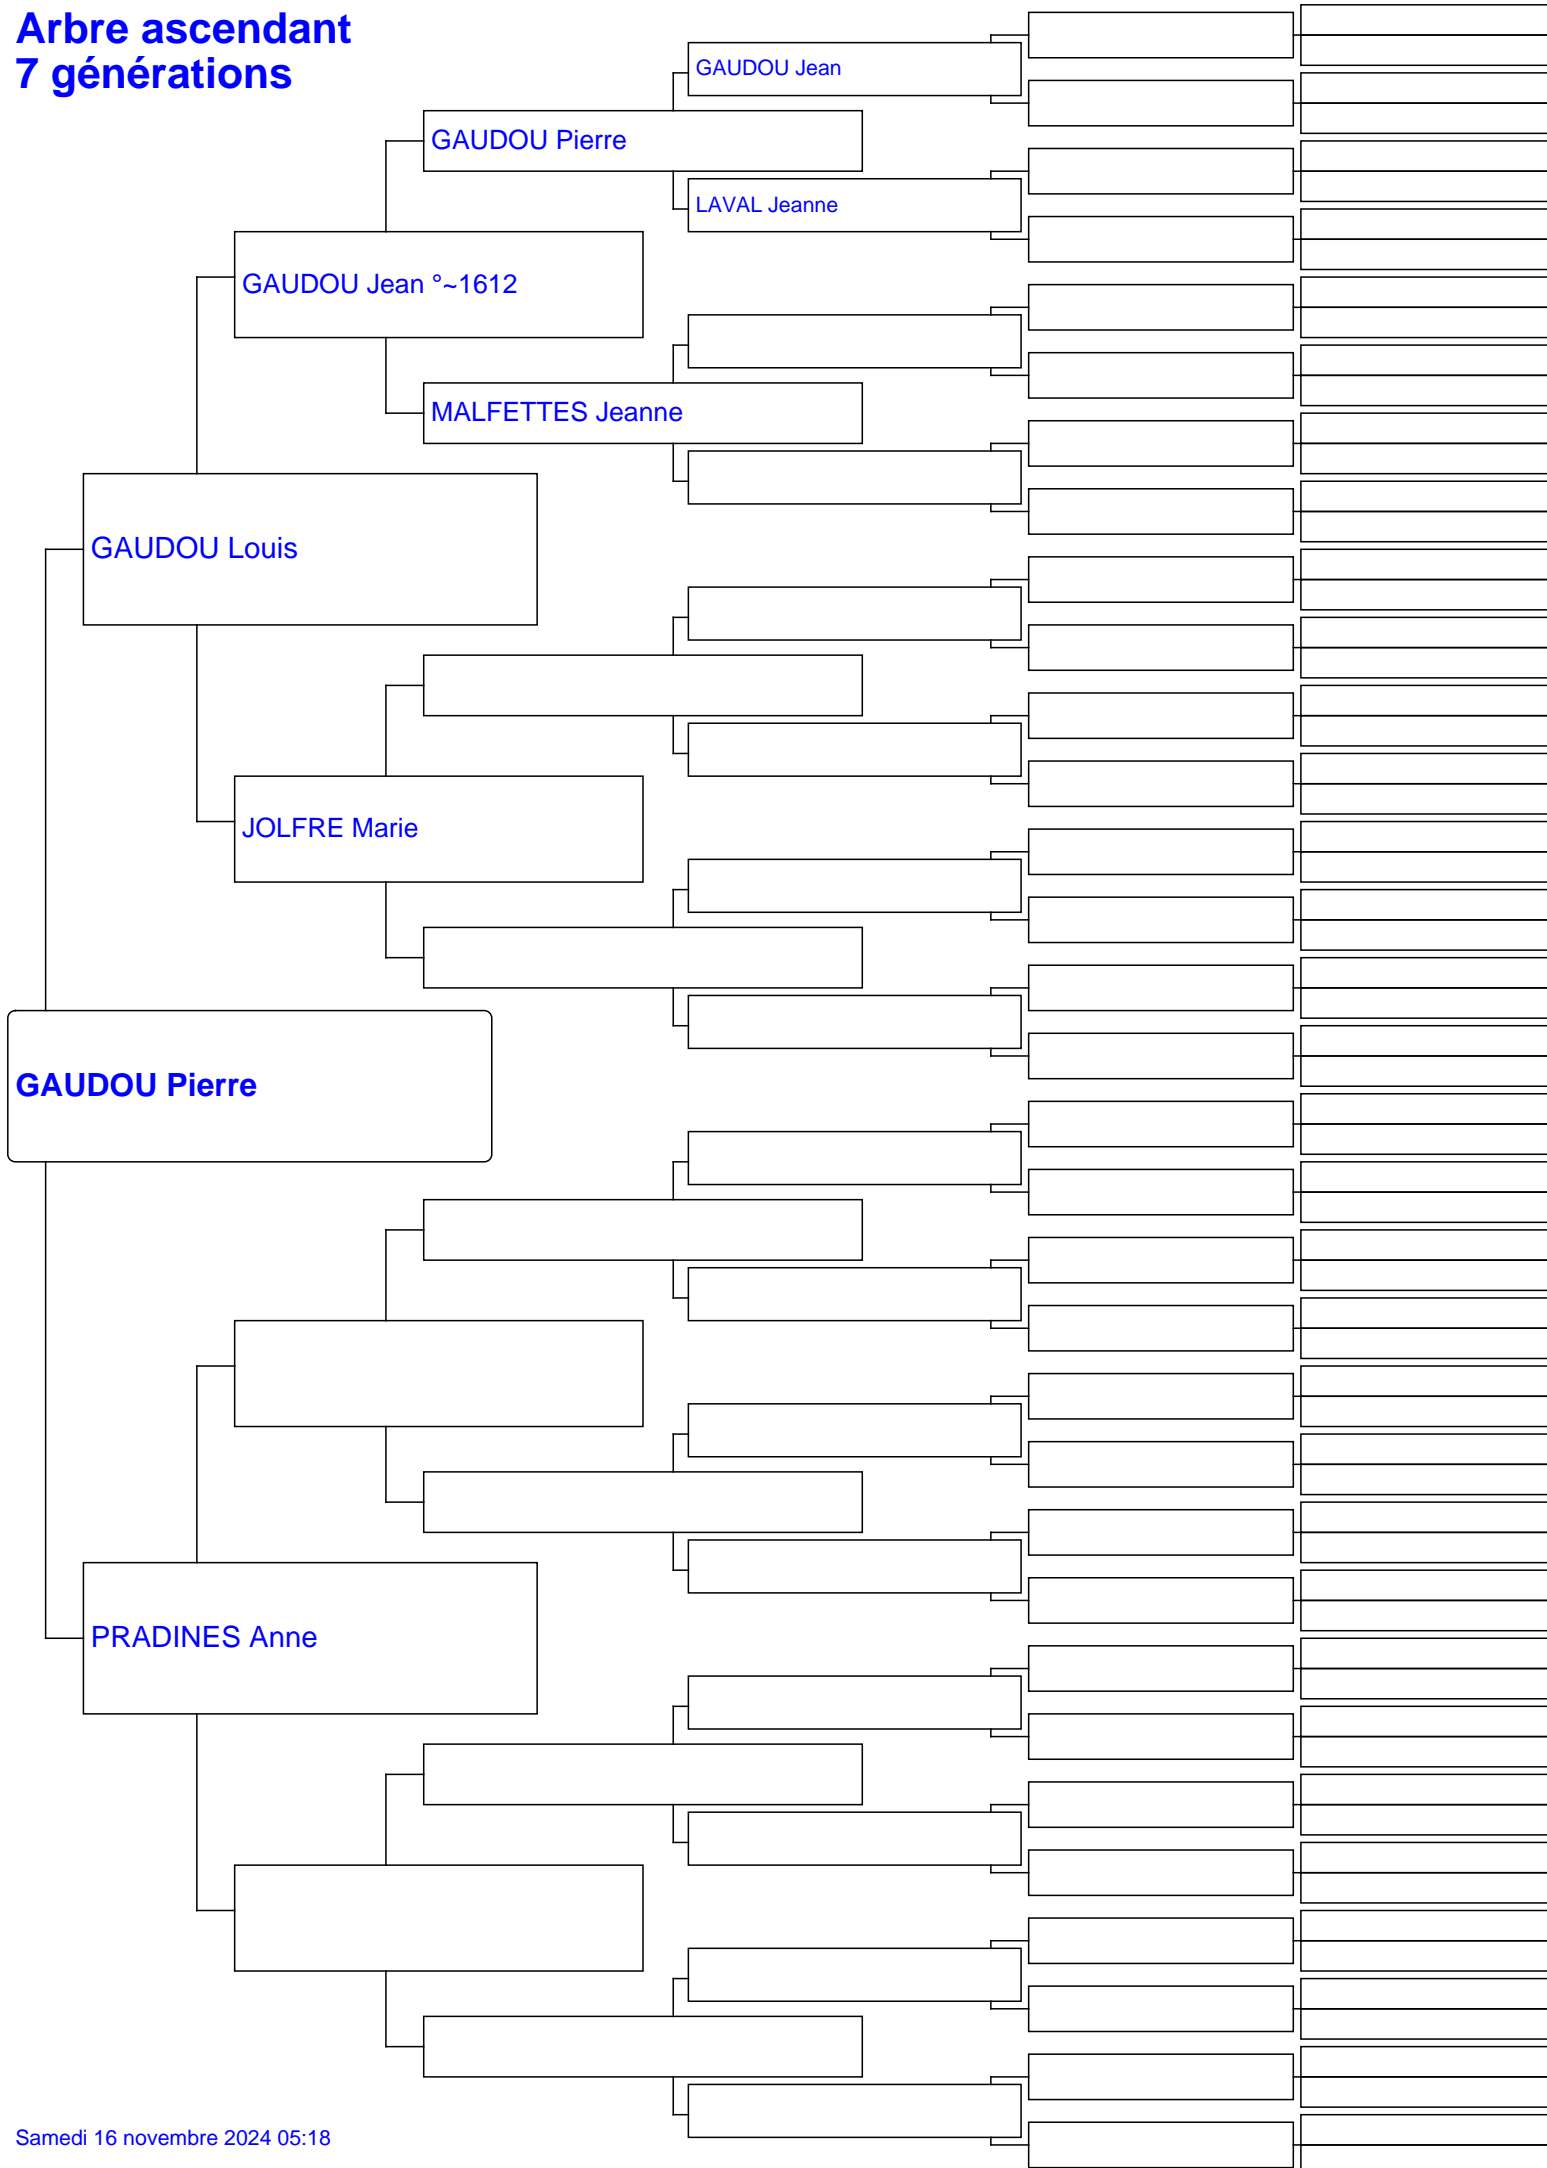 Arbre ascendant
7 générations
GAUDOU Jean
GAUDOU Pierre
LAVAL Jeanne
GAUDOU Jean °~1612
MALFETTES Jeanne
GAUDOU Louis
JOLFRE Marie
GAUDOU Pierre
PRADINES Anne
Samedi 16 novembre 2024 05:18